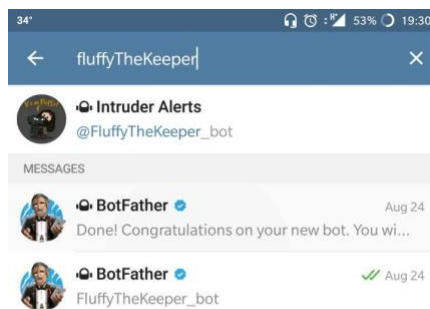 34°
53% 19:30
fluffyTheKeeper
Intruder Alerts
@FluffyTheKeeper_bot
MESSAGES
BotFather
Aug 24
Done! Congratulations on your new bot. You wi...
BotFather
Aug 24
FluffyTheKeeper_bot